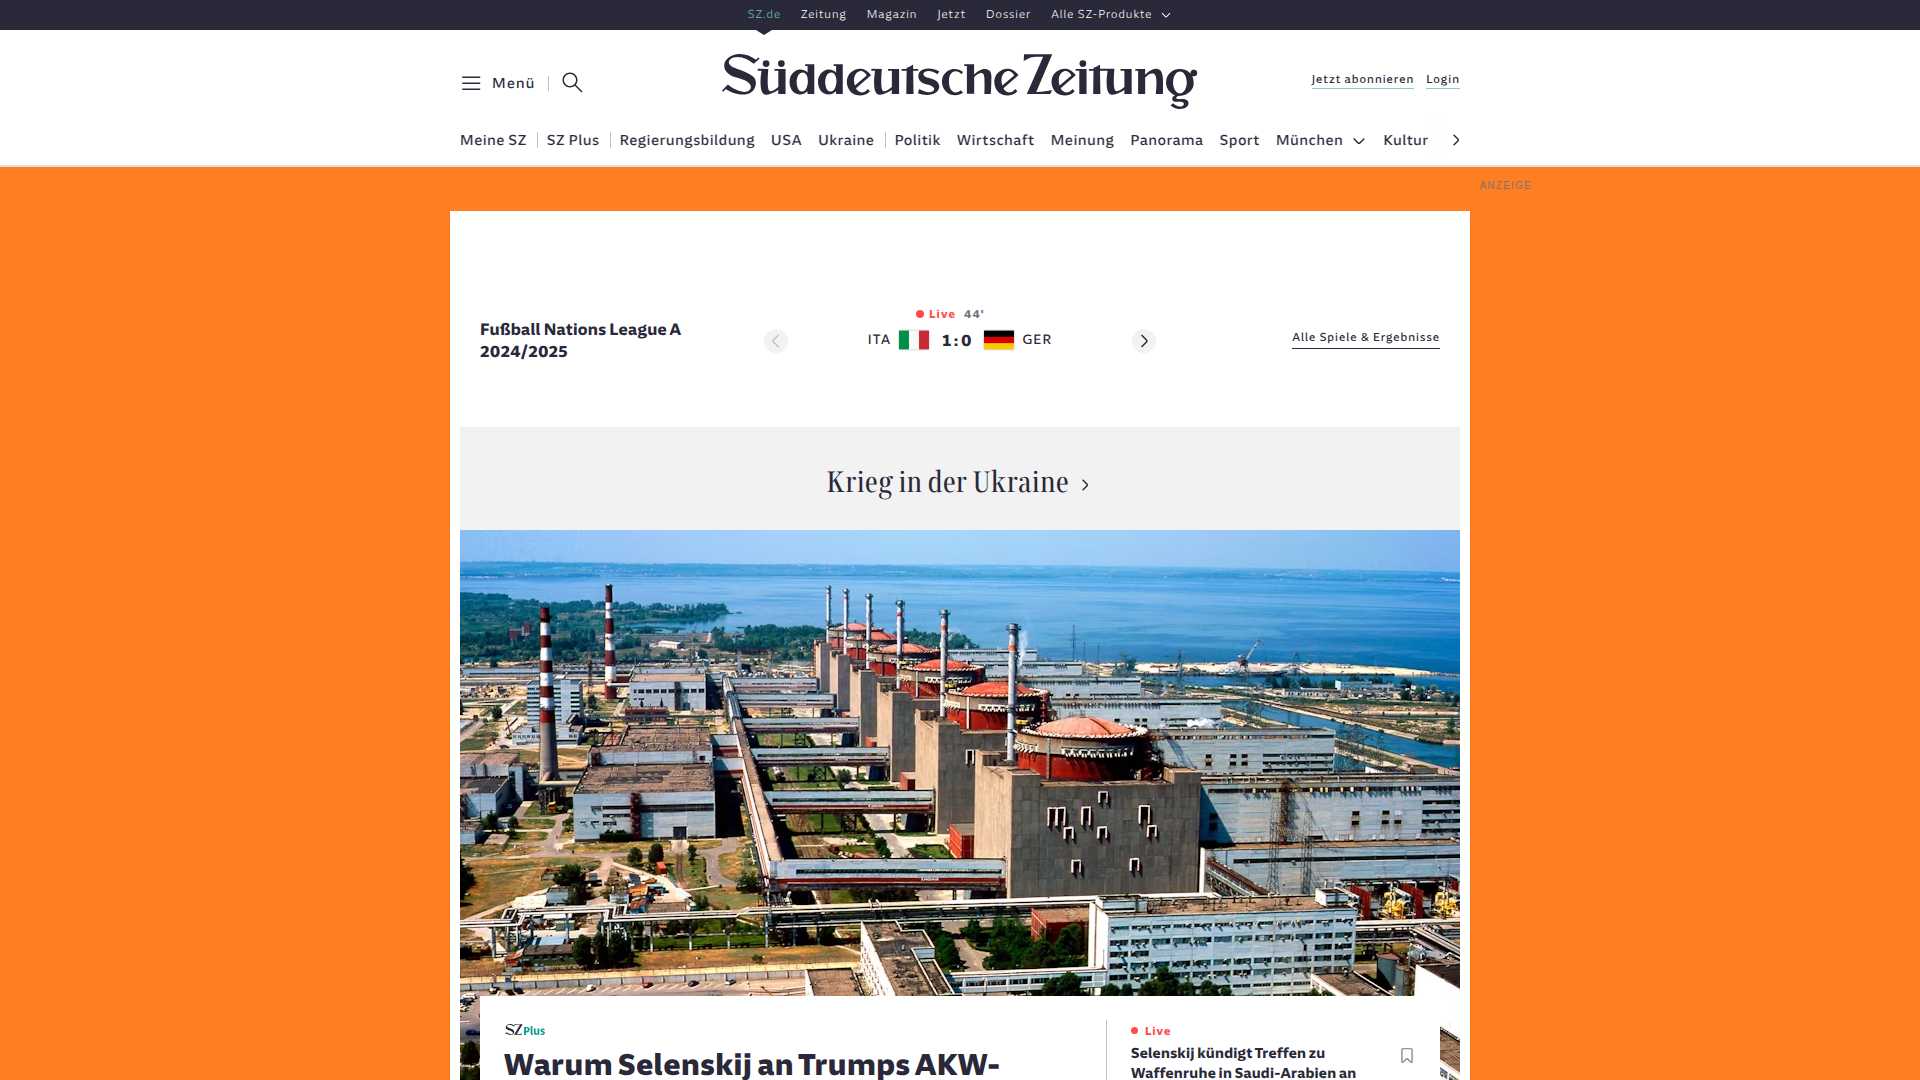 SZ.de Zeitung Magazin Jetzt Dossier Alle SZ-Produkte
Menü
Süddeutsche Zeitung
Jetzt abonnieren Login
Meine SZ SZ Plus Regierungsbildung USA Ukraine Politik Wirtschaft Meinung Panorama Sport München Kultur
ANZEIGE
Fußball Nations League A
2024/2025
Live 44'
ITA 1:0 GER
Alle Spiele & Ergebnisse
Krieg in der Ukraine
SZ Plus
Warum Selenskij an Trumps AKW-
Live
Selenskij kündigt Treffen zu
Waffenruhe in Saudi-Arabien an